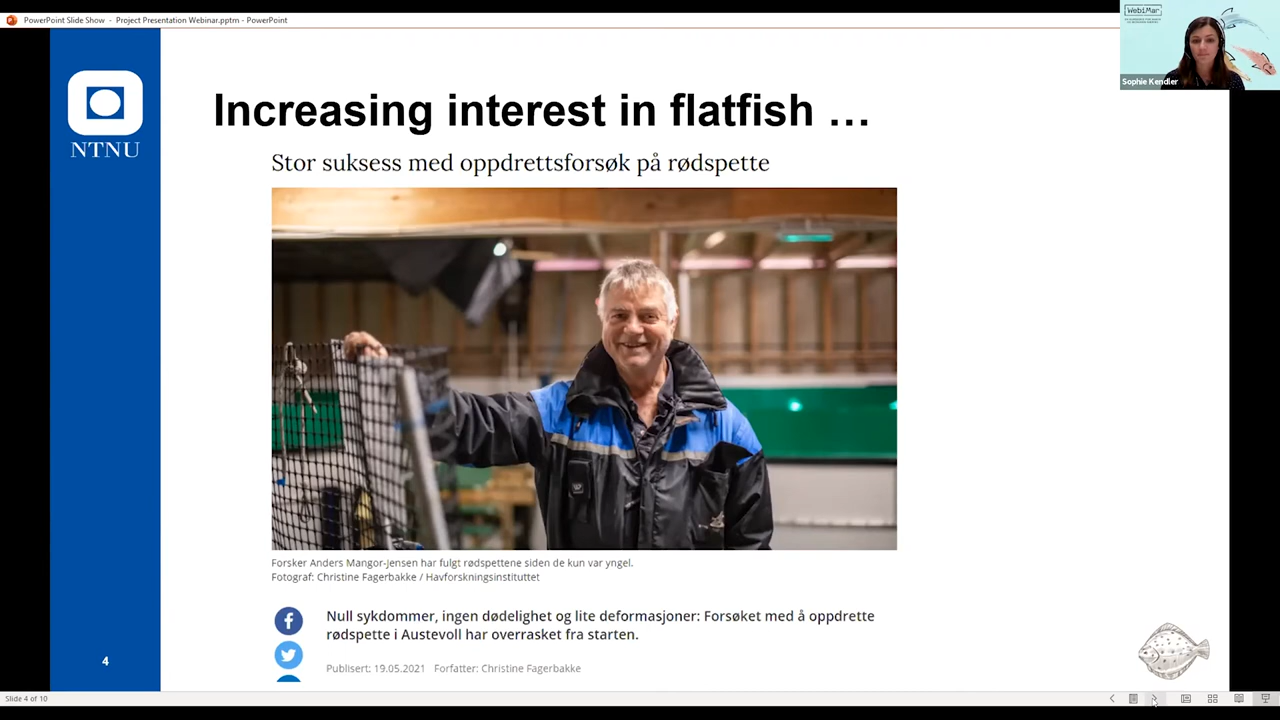 PowerPoint Slide Show - Project Presentation Webinar.pptm - PowerPoint
WebiMar
Sophie Kendler
NTNU
Increasing interest in flatfish …
Stor suksess med oppdrettsforsøk på rødspette
Forsker Anders Mangor-Jensen har fulgt rødspettene siden de kun var yngel.
Fotograf: Christine Fagerbakke / Havforskningsinstituttet
Null sykdommer, ingen dødelighet og lite deformasjoner: Forsøket med å oppdrette
rødspette i Austevoll har overrasket fra starten.
Publisert: 19.05.2021 Forfatter: Christine Fagerbakke
4
Slide 4 of 10